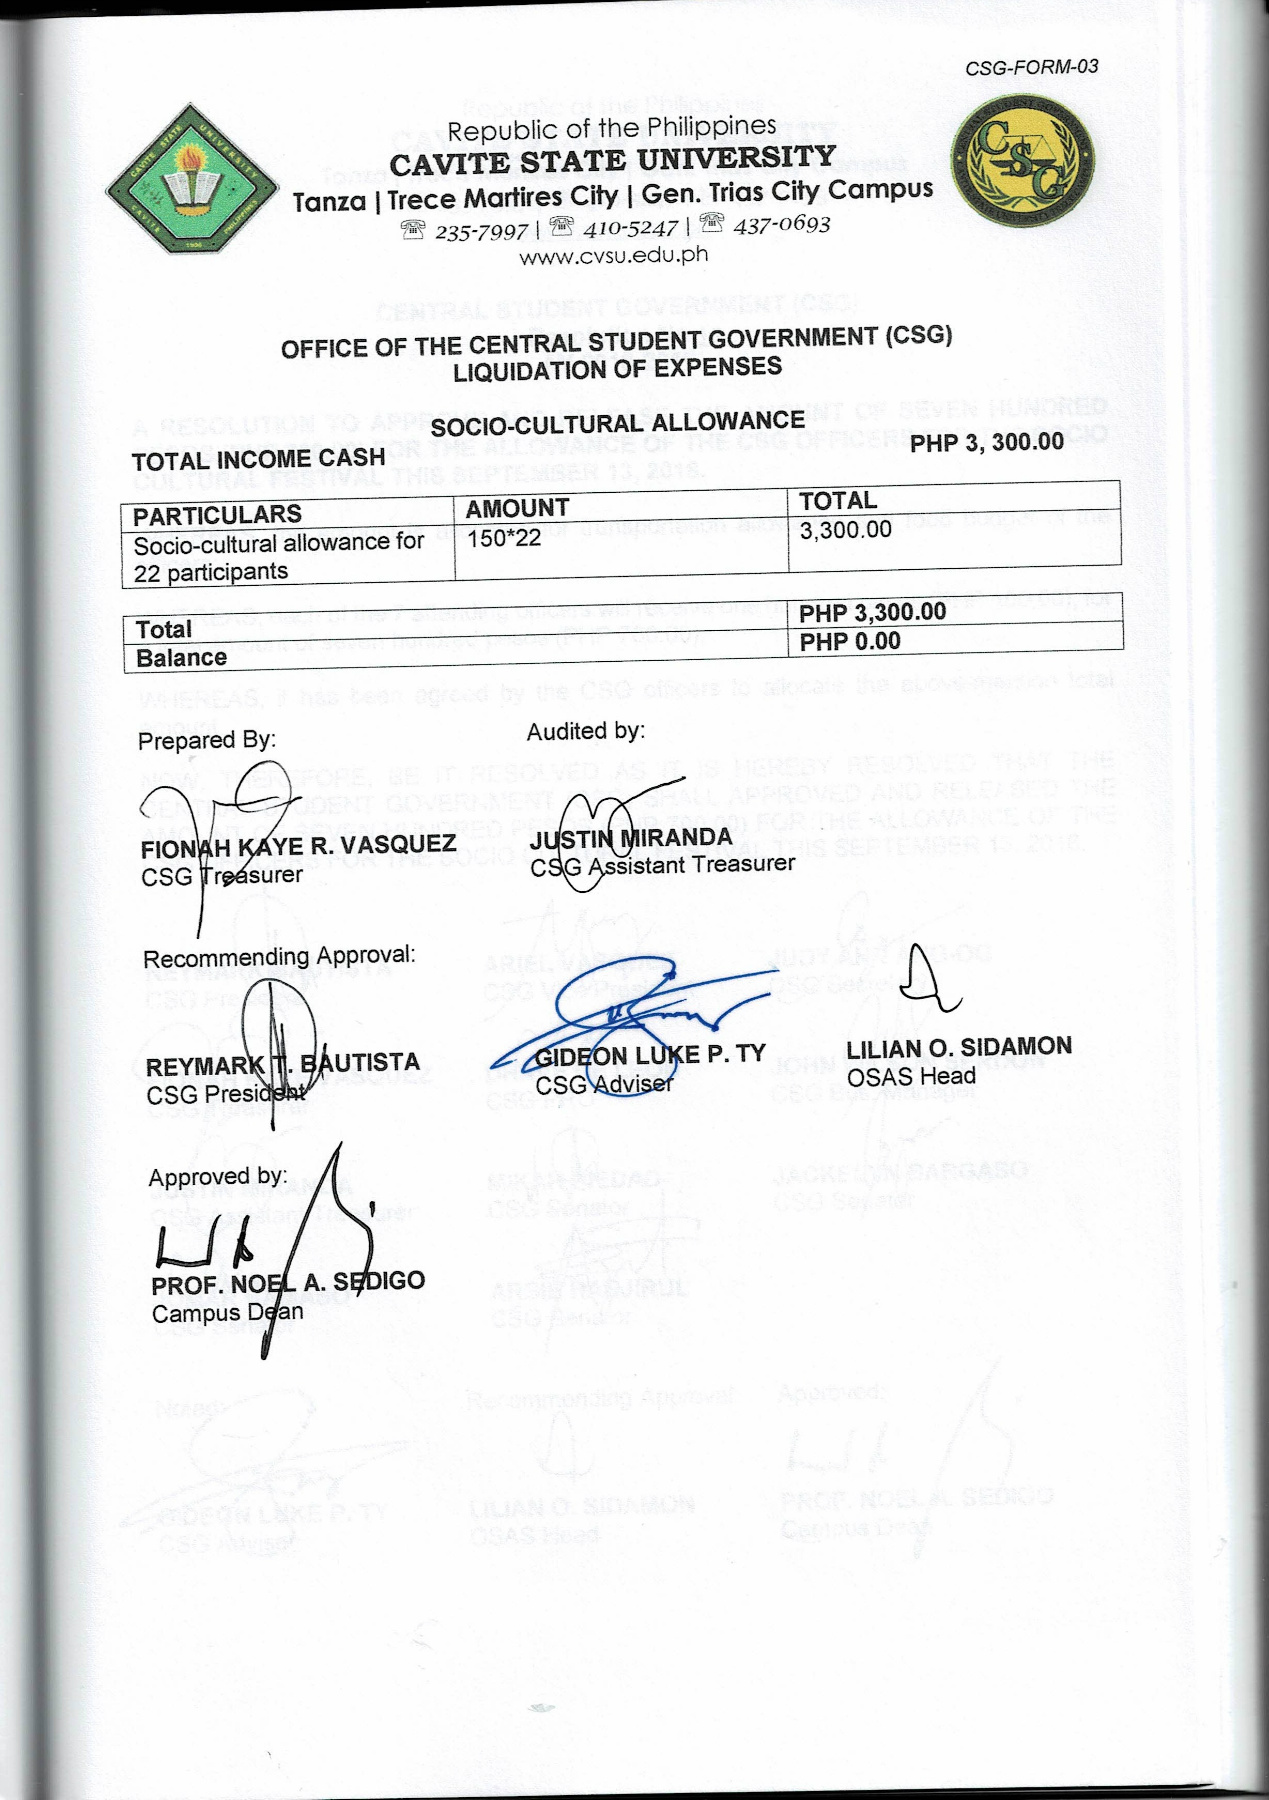 CSG-FORM-03
Republic of the Philippines
CAVITE STATE UNIVERSITY
Tanza | Trece Martires City | Gen. Trias City Campus
☏ 235-7997 | ☏ 410-5247 | ☏ 437-0693
www.cvsu.edu.ph
OFFICE OF THE CENTRAL STUDENT GOVERNMENT (CSG)
LIQUIDATION OF EXPENSES
SOCIO-CULTURAL ALLOWANCE
TOTAL INCOME CASH PHP 3, 300.00
PARTICULARS AMOUNT TOTAL
Socio-cultural allowance for 150*22 3,300.00
22 participants
Total PHP 3,300.00
Balance PHP 0.00
Prepared By: Audited by:
FIONAH KAYE R. VASQUEZ JUSTIN MIRANDA
CSG Treasurer CSG Assistant Treasurer
Recommending Approval:
REYMARK T. BAUTISTA GIDEON LUKE P. TY LILIAN O. SIDAMON
CSG President CSG Adviser OSAS Head
Approved by:
PROF. NOEL A. SEDIGO
Campus Dean